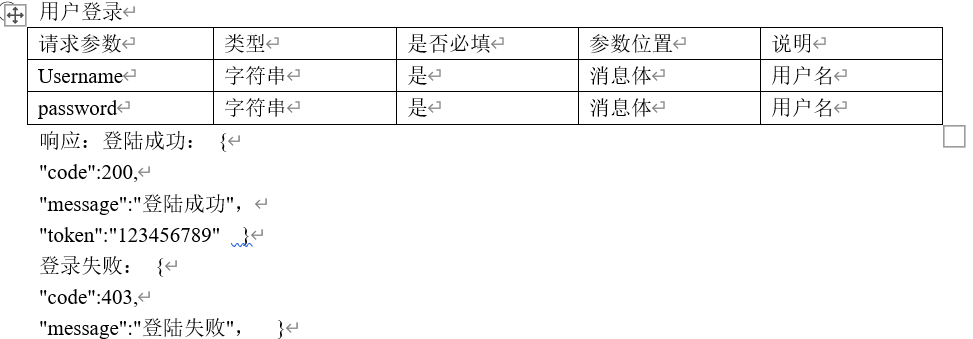 用户登录
请求参数 类型 是否必填 参数位置 说明
Username 字符串 是 消息体 用户名
password 字符串 是 消息体 用户名
响应：登陆成功： {
"code":200,
"message":"登陆成功"，
"token":"123456789" }
登录失败： {
"code":403,
"message":"登陆失败"， }